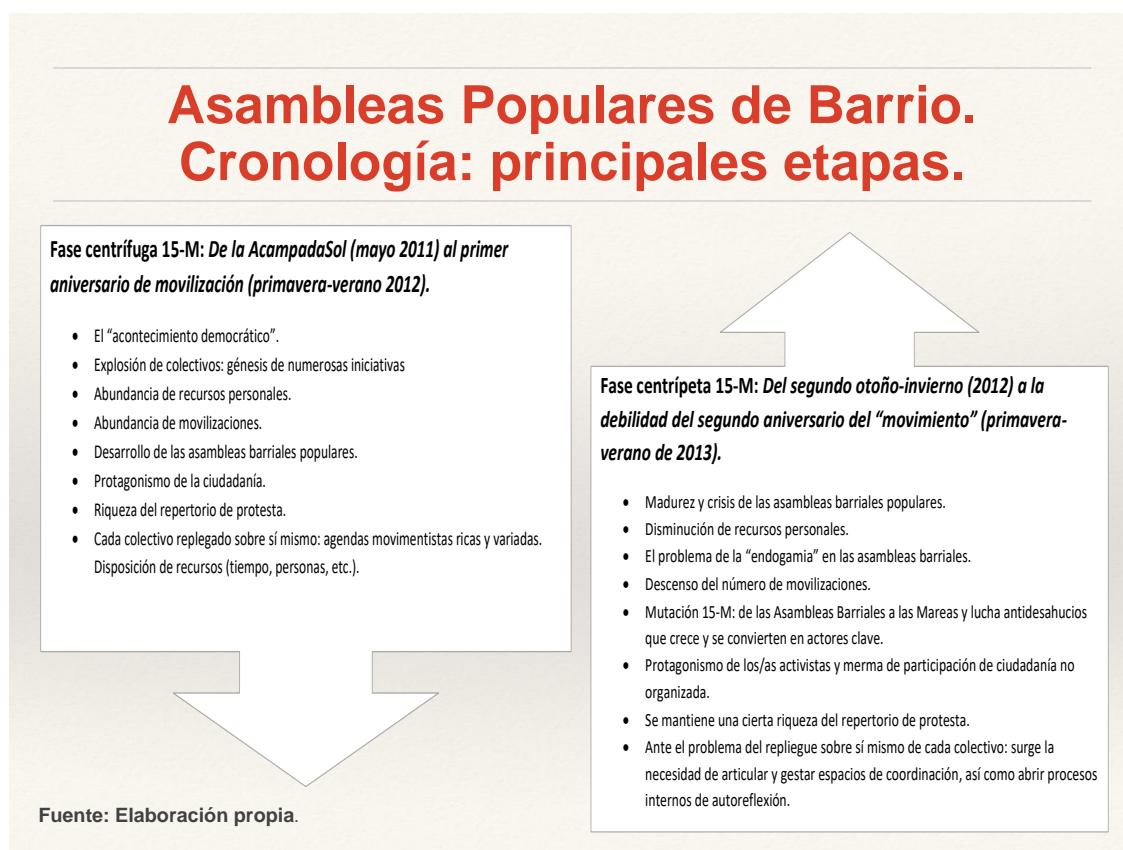 Asambleas Populares de Barrio.
Cronología: principales etapas.
Fase centrífuga 15-M: De la AcampadaSol (mayo 2011) al primer
aniversario de movilización (primavera-verano 2012).
• El “acontecimiento democrático”.
• Explosión de colectivos: génesis de numerosas iniciativas
• Abundancia de recursos personales.
• Abundancia de movilizaciones.
• Desarrollo de las asambleas barriales populares.
• Protagonismo de la ciudadanía.
• Riqueza del repertorio de protesta.
• Cada colectivo replegado sobre sí mismo: agendas movimentistas ricas y variadas.
Disposición de recursos (tiempo, personas, etc.).
Fase centrípeta 15-M: Del segundo otoño-invierno (2012) a la
debilidad del segundo aniversario del “movimiento” (primavera-
verano de 2013).
• Madurez y crisis de las asambleas barriales populares.
• Disminución de recursos personales.
• El problema de la “endogamia” en las asambleas barriales.
• Descenso del número de movilizaciones.
• Mutación 15-M: de las Asambleas Barriales a las Mareas y lucha antidesahucios
que crece y se convierten en actores clave.
• Protagonismo de los/as activistas y merma de participación de ciudadanía no
organizada.
• Se mantiene una cierta riqueza del repertorio de protesta.
• Ante el problema del repliegue sobre sí mismo de cada colectivo: surge la
necesidad de articular y gestar espacios de coordinación, así como abrir procesos
internos de autoreflexión.
Fuente: Elaboración propia.